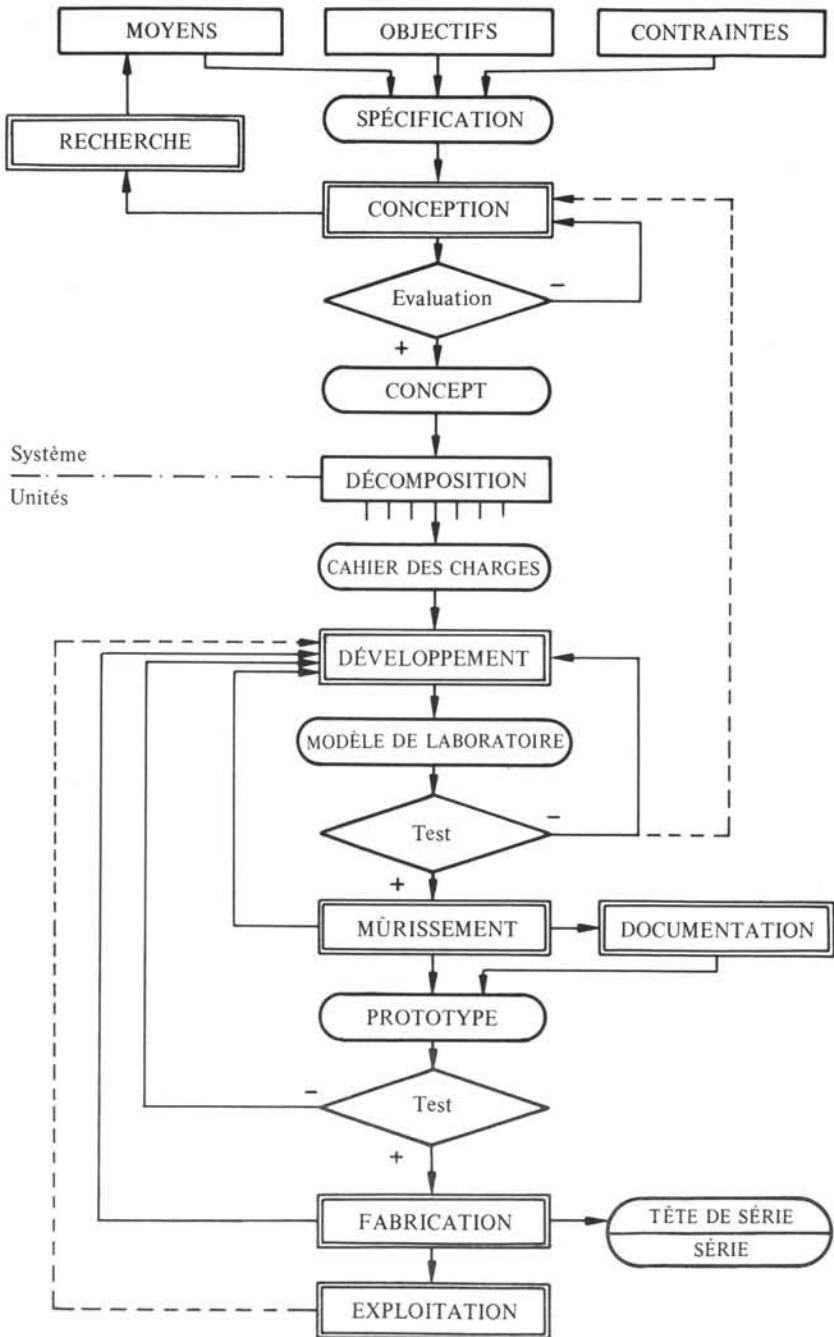 MOYENS
OBJECTIFS
CONTRAINTES
SPÉCIFICATION
RECHERCHE
CONCEPTION
Evaluation
–
+
CONCEPT
Système
Unités
DÉCOMPOSITION
CAHIER DES CHARGES
DÉVELOPPEMENT
MODÈLE DE LABORATOIRE
Test
–
+
MÛRISSEMENT
DOCUMENTATION
PROTOTYPE
–
Test
+
FABRICATION
TÊTE DE SÉRIE
SÉRIE
EXPLOITATION